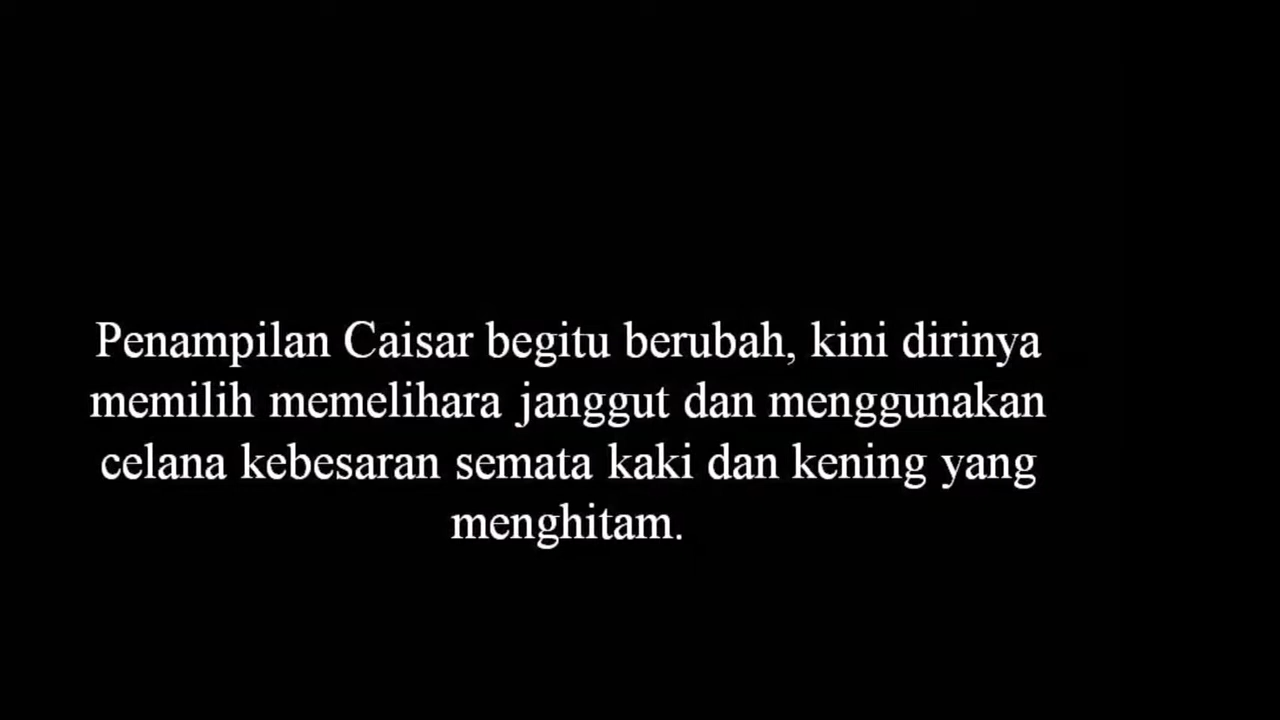 Penampilan Caisar begitu berubah, kini dirinya
memilih memelihara janggut dan menggunakan
celana kebesaran semata kaki dan kening yang
menghitam.